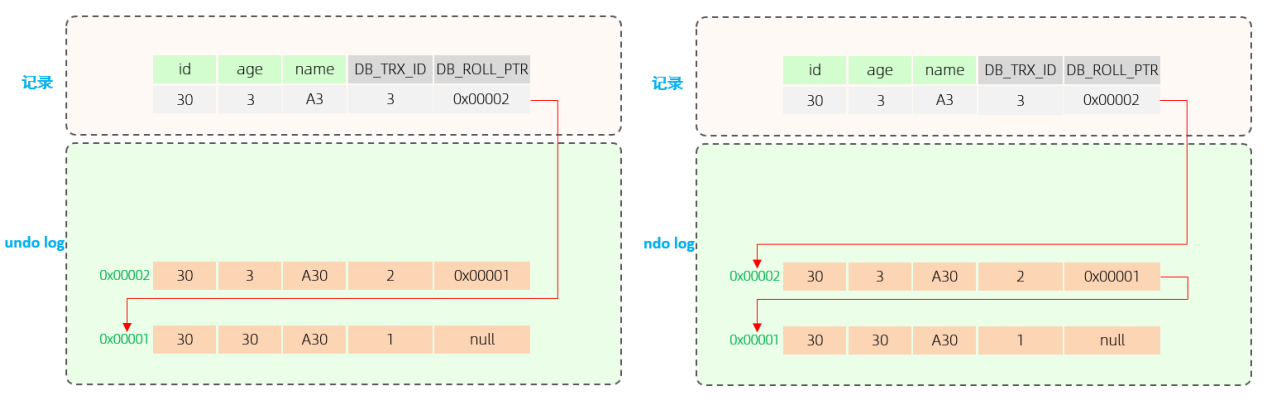 id age name DB_TRX_ID DB_ROLL_PTR
记录
30 3 A3 3 0x00002
undo log
0x00002 30 3 A30 2 0x00001
0x00001 30 30 A30 1 null
id age name DB_TRX_ID DB_ROLL_PTR
记录
30 3 A3 3 0x00002
ndo log
0x00002 30 3 A30 2 0x00001
0x00001 30 30 A30 1 null